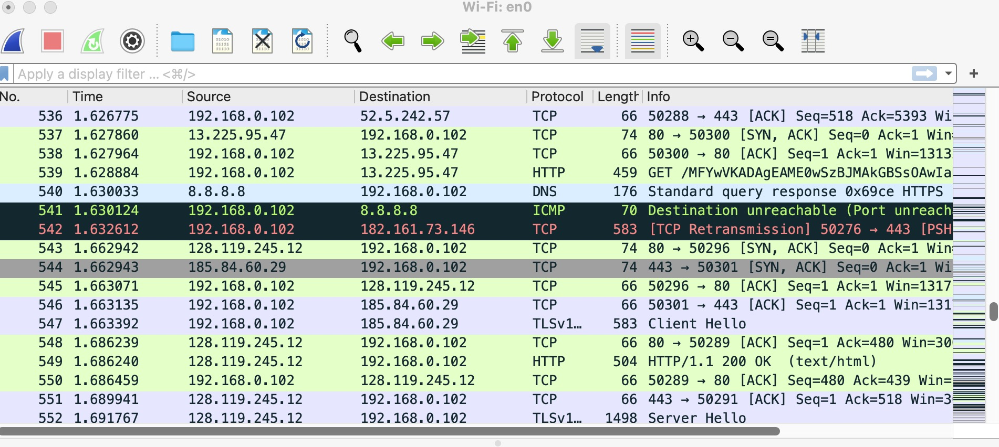 Wi-Fi: en0
Apply a display filter ... <⌘/>
No. Time Source Destination Protocol Length Info
536 1.626775 192.168.0.102 52.5.242.57 TCP 66 50288 → 443 [ACK] Seq=518 Ack=5393 Wi
537 1.627860 13.225.95.47 192.168.0.102 TCP 74 80 → 50300 [SYN, ACK] Seq=0 Ack=1 Win=
538 1.627964 192.168.0.102 13.225.95.47 TCP 66 50300 → 80 [ACK] Seq=1 Ack=1 Win=1313
539 1.628884 192.168.0.102 13.225.95.47 HTTP 459 GET /MFYwVKADAgEAME0wSzBJMAkGBSsOAwIa
540 1.630033 8.8.8.8 192.168.0.102 DNS 176 Standard query response 0x69ce HTTPS
541 1.630124 192.168.0.102 8.8.8.8 ICMP 70 Destination unreachable (Port unreach
542 1.632612 192.168.0.102 182.161.73.146 TCP 583 [TCP Retransmission] 50276 → 443 [PSH
543 1.662942 128.119.245.12 192.168.0.102 TCP 74 80 → 50296 [SYN, ACK] Seq=0 Ack=1 Win=
544 1.662943 185.84.60.29 192.168.0.102 TCP 74 443 → 50301 [SYN, ACK] Seq=0 Ack=1 Wi
545 1.663071 192.168.0.102 128.119.245.12 TCP 66 50296 → 80 [ACK] Seq=1 Ack=1 Win=1317
546 1.663135 192.168.0.102 185.84.60.29 TCP 66 50301 → 443 [ACK] Seq=1 Ack=1 Win=131
547 1.663392 192.168.0.102 185.84.60.29 TLSv1… 583 Client Hello
548 1.686239 128.119.245.12 192.168.0.102 TCP 66 80 → 50289 [ACK] Seq=1 Ack=480 Win=30
549 1.686240 128.119.245.12 192.168.0.102 HTTP 504 HTTP/1.1 200 OK (text/html)
550 1.686459 192.168.0.102 128.119.245.12 TCP 66 50289 → 80 [ACK] Seq=480 Ack=439 Win=
551 1.689941 128.119.245.12 192.168.0.102 TCP 66 443 → 50291 [ACK] Seq=1 Ack=518 Win=3
552 1.691767 128.119.245.12 192.168.0.102 TLSv1… 1498 Server Hello